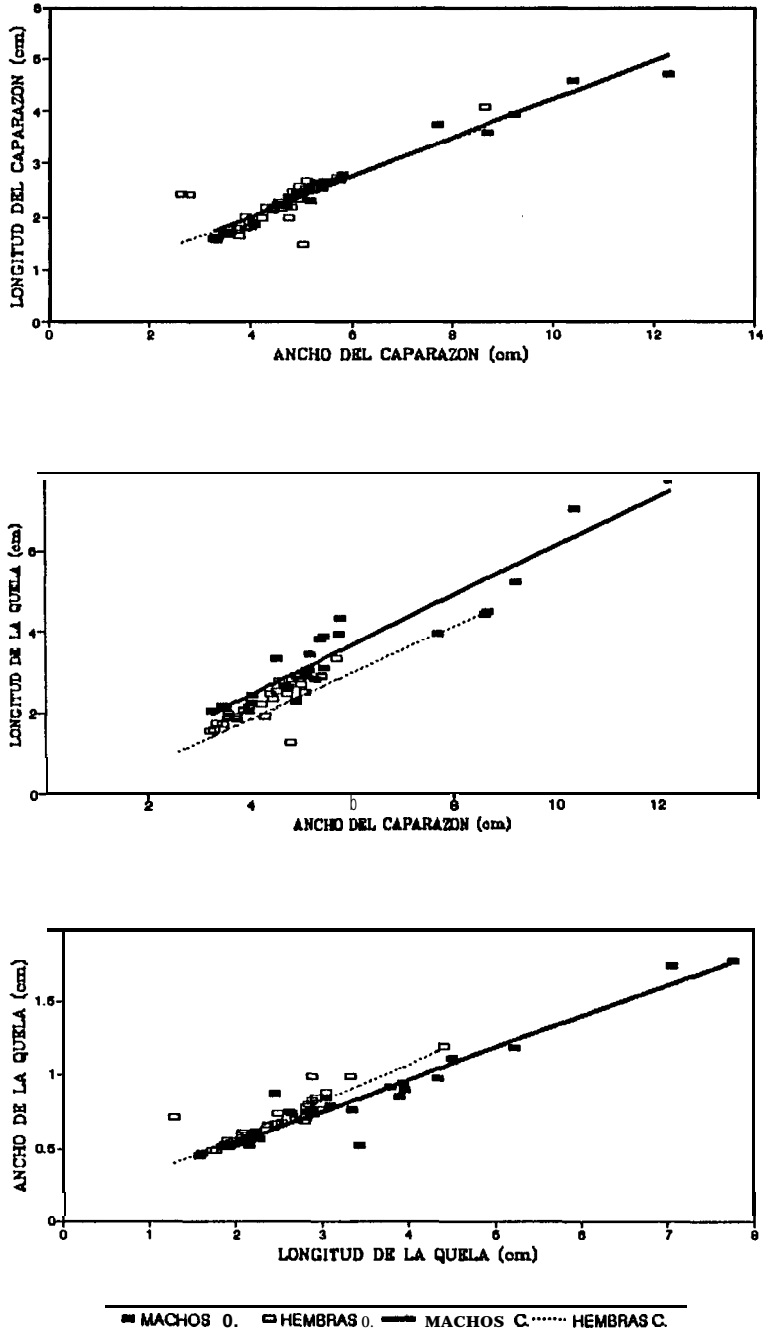 6
5
4
3
2
1
0
LONGITUD DEL CAPARAZON (cm)
0 2 4 6 8 10 12 14
ANCHO DEL CAPARAZON (cm)
6
4
2
0
LONGITUD DE LA QUELA (cm)
2 4 b 8 10 12
ANCHO DEL CAPARAZON (cm)
1.5
1
0.5
0
ANCHO DE LA QUELA (cm)
0 1 2 3 4 5 6 7 8
LONGITUD DE LA QUELA (cm)
MACHOS O. HEMBRAS O. MACHOS C. HEMBRAS C.